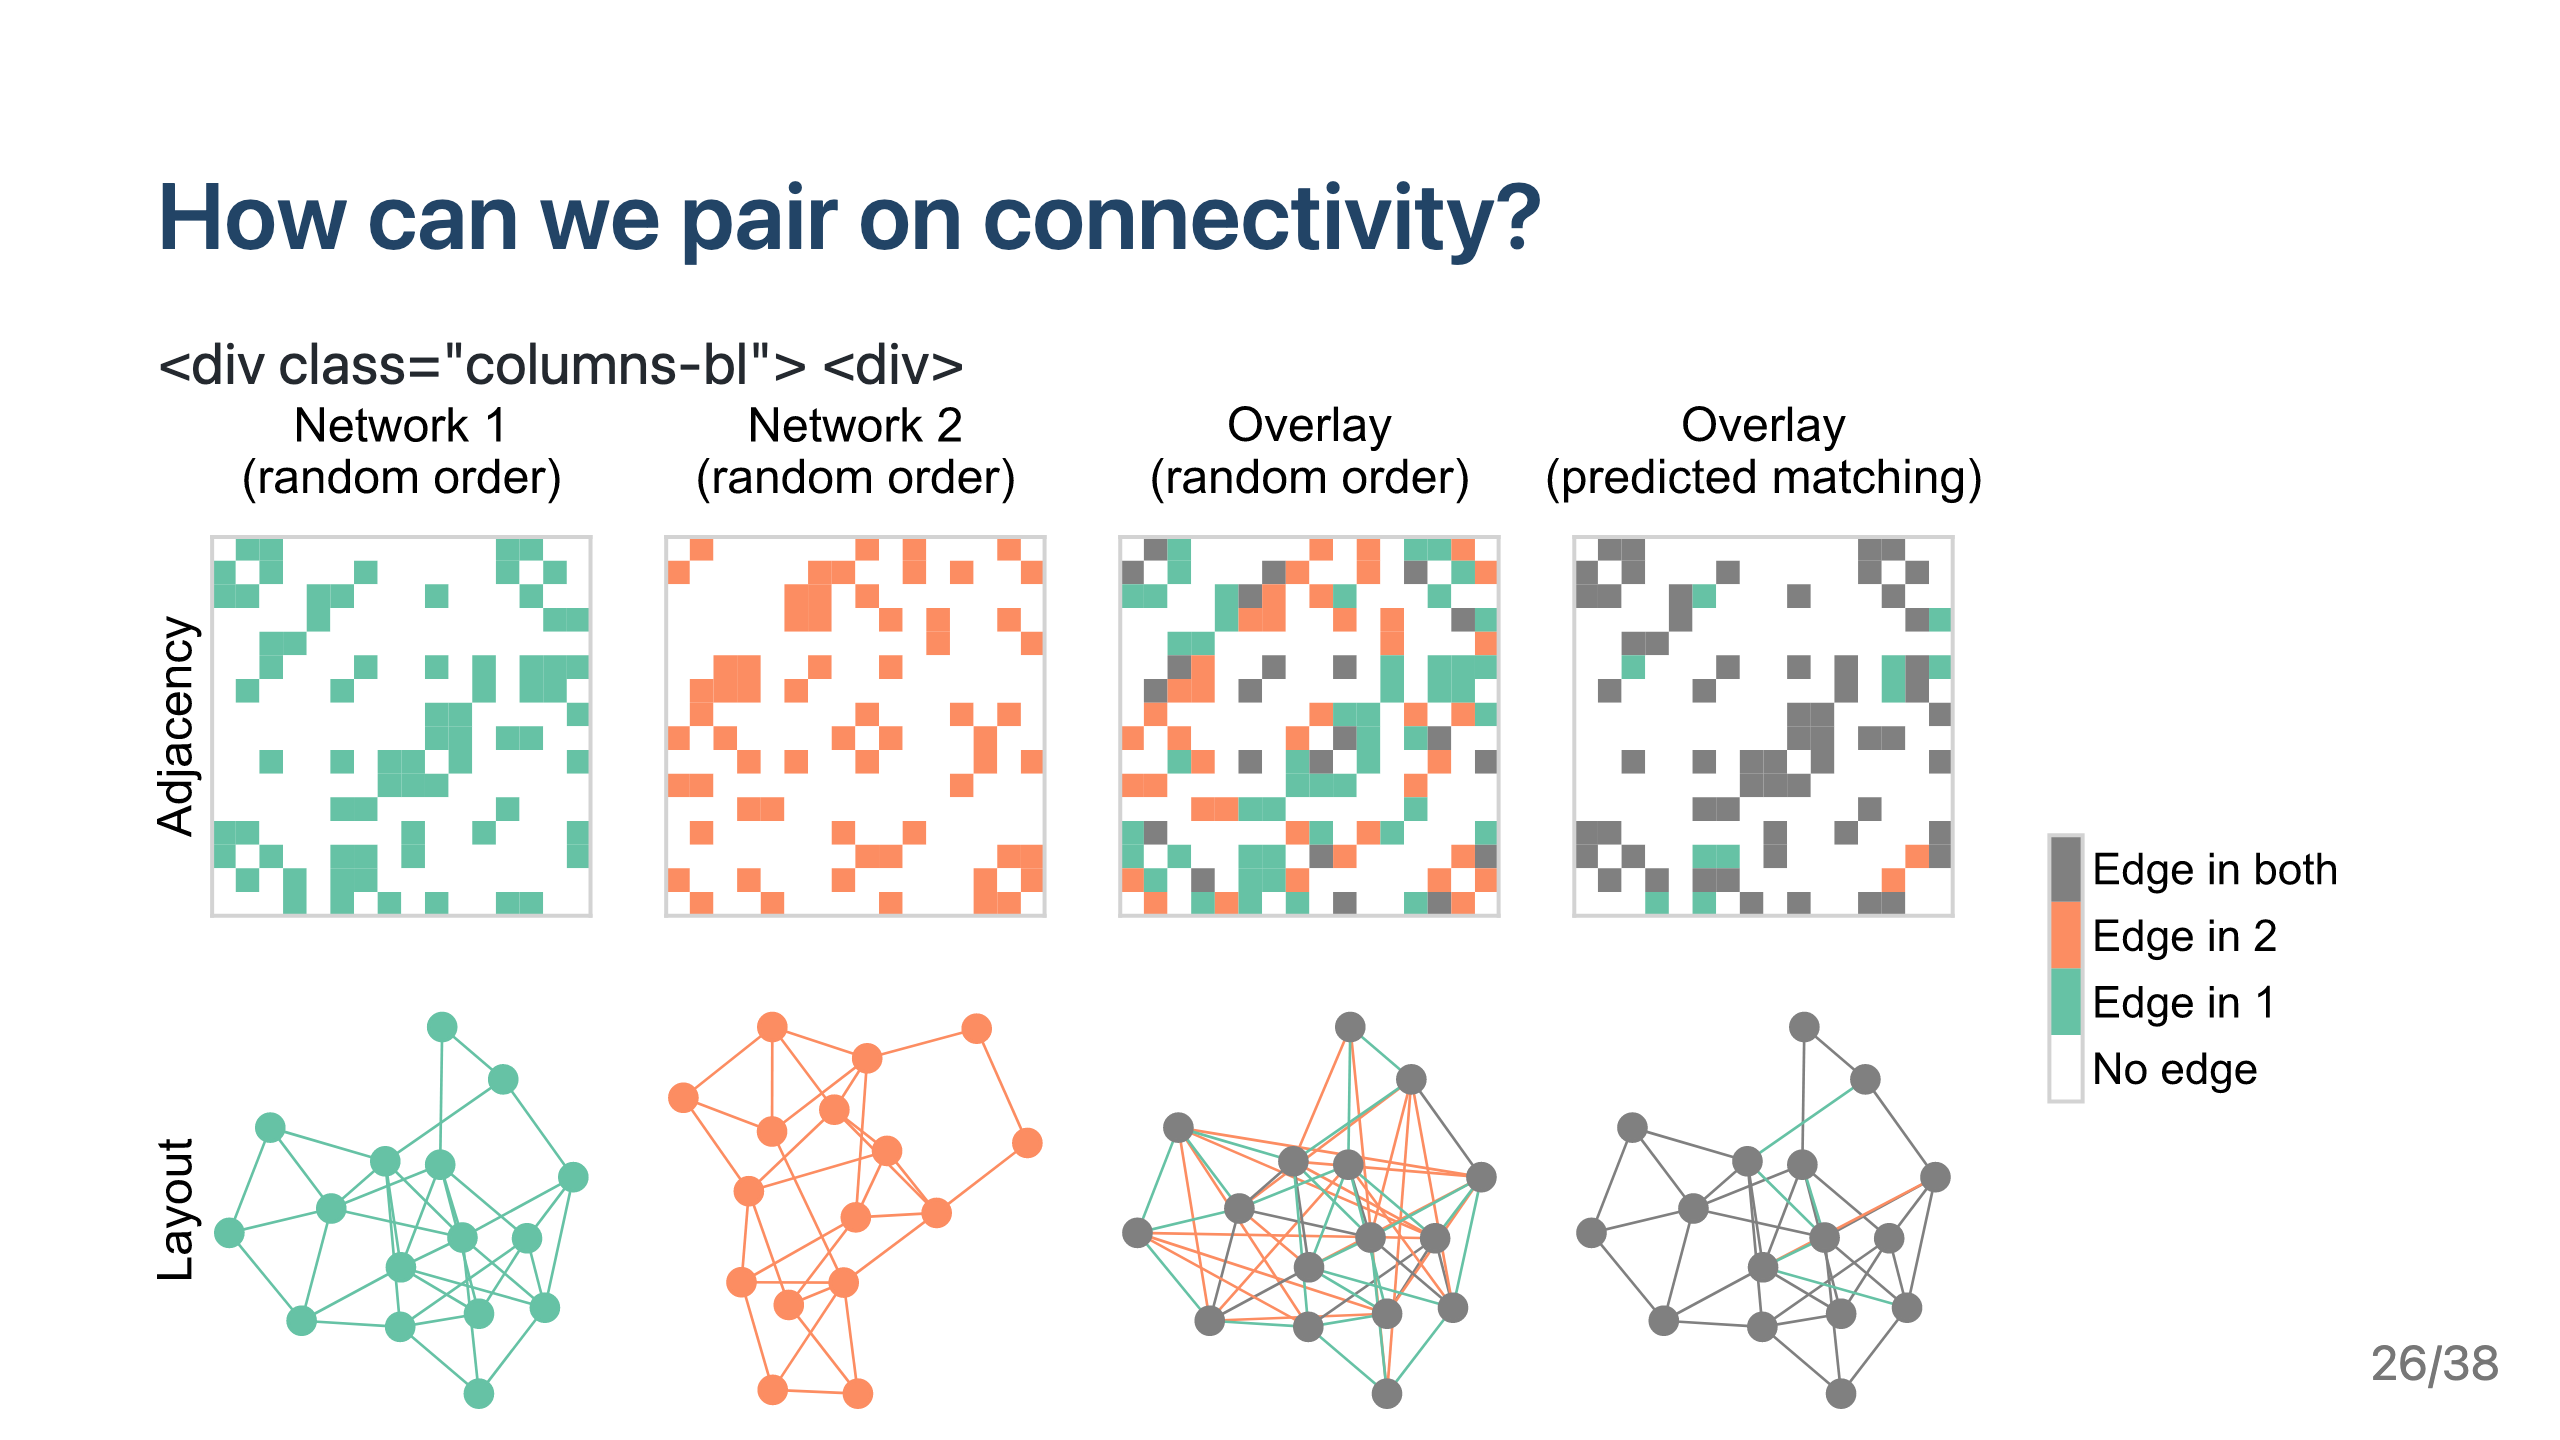 How can we pair on connectivity?
<div class="columns-bl"> <div>
Network 1
(random order)
Network 2
(random order)
Overlay
(random order)
Overlay
(predicted matching)
Adjacency
Layout
Edge in both
Edge in 2
Edge in 1
No edge
26/38